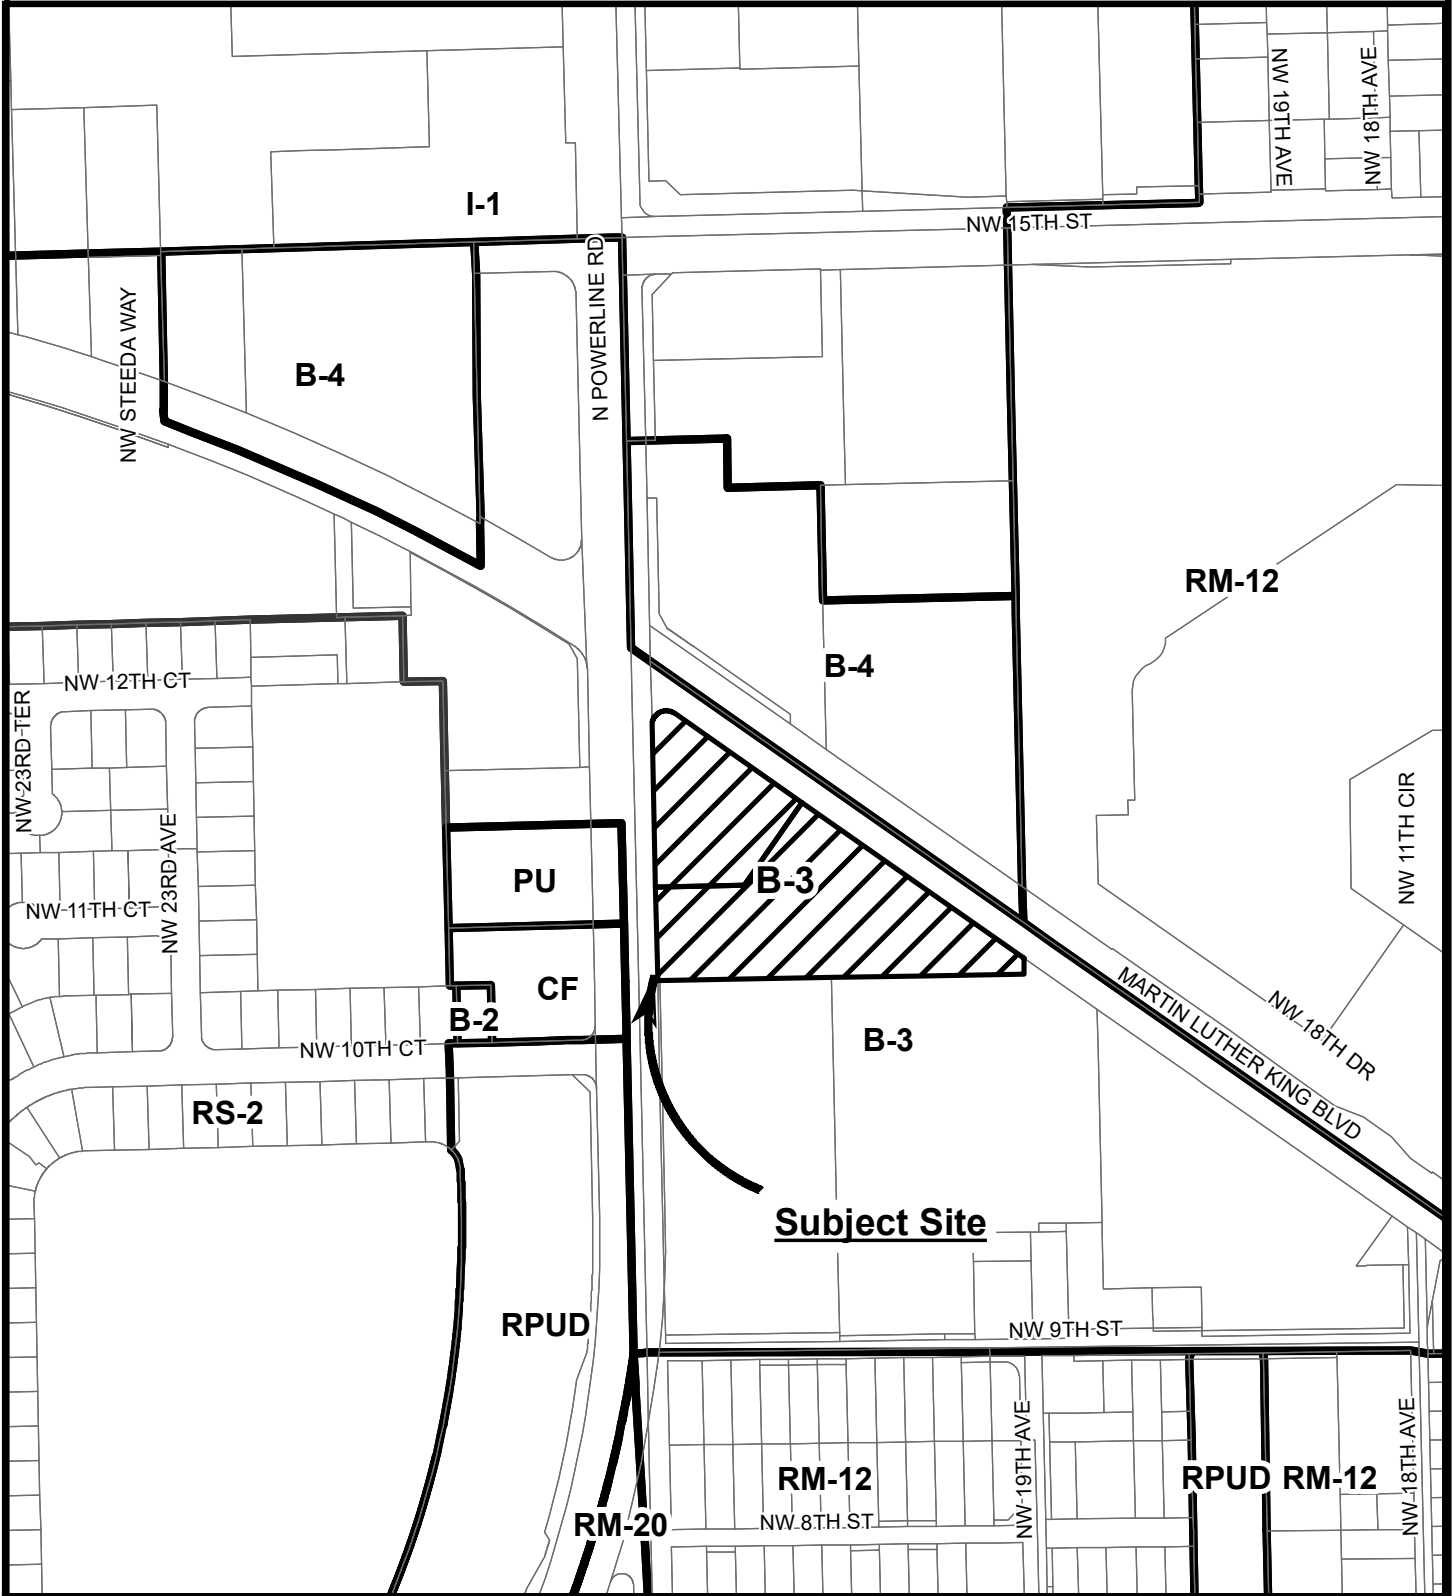 NW 19TH AVE
NW 18TH AVE
I-1
NW 15TH ST
N POWERLINE RD
NW STEEDA WAY
B-4
RM-12
B-4
NW 12TH CT
NW 23RD TER
NW 23RD AVE
NW 11TH CIR
PU
B-3
NW 11TH CT
CF
B-2
MARTIN LUTHER KING BLVD
NW 18TH DR
B-3
NW 10TH CT
RS-2
Subject Site
RPUD
NW 9TH ST
NW 19TH AVE
NW 18TH AVE
RM-12
RPUD
RM-12
RM-20
NW 8TH ST